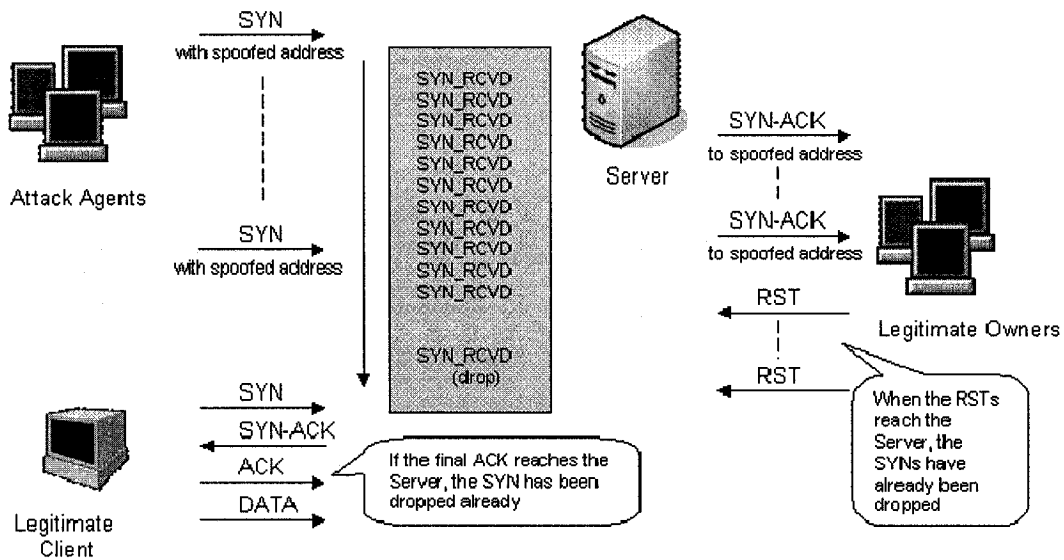 SYN
with spoofed address
SYN
with spoofed address
Attack Agents
SYN_RCVD
SYN_RCVD
SYN_RCVD
SYN_RCVD
SYN_RCVD
SYN_RCVD
SYN_RCVD
SYN_RCVD
SYN_RCVD
SYN_RCVD
SYN_RCVD
SYN_RCVD
(drop)
Server
SYN-ACK
to spoofed address
SYN-ACK
to spoofed address
RST
RST
Legitimate Owners
When the RSTs
reach the
Server, the
SYNs have
already been
dropped
SYN
SYN-ACK
ACK
DATA
If the final ACK reaches the
Server, the SYN has been
dropped already
Legitimate
Client